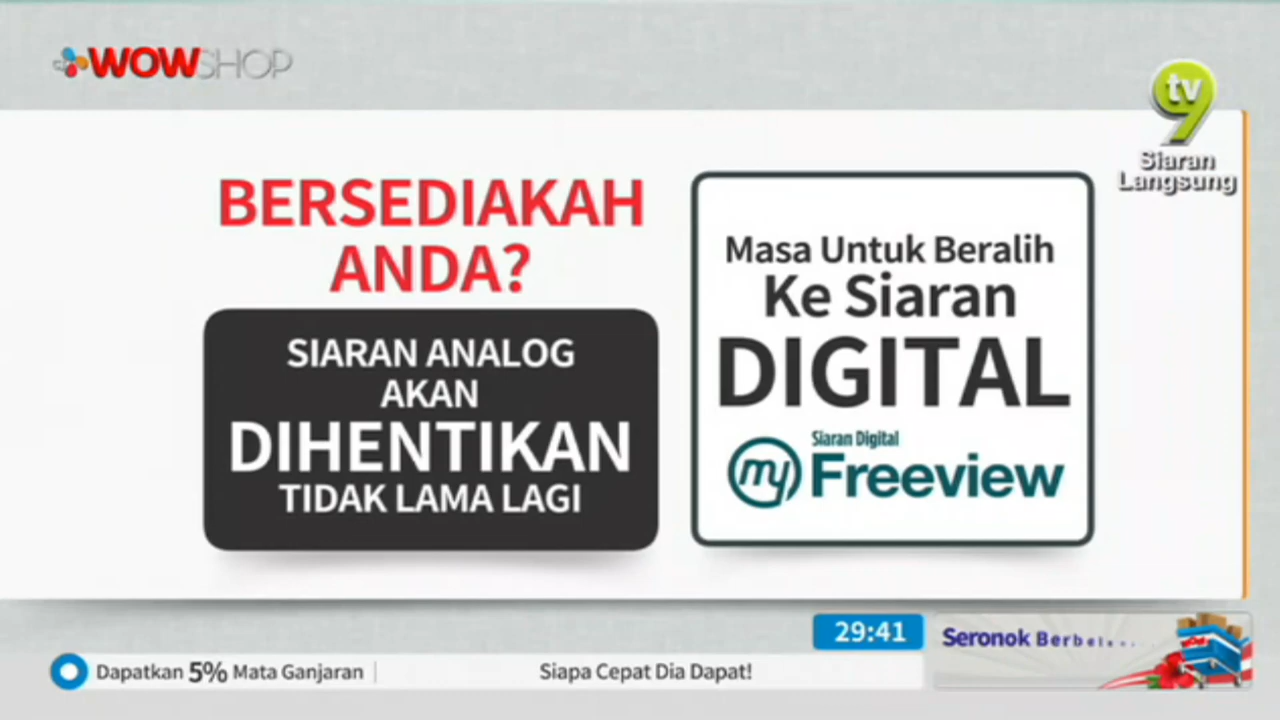 WOWSHOP
tv9
Siaran
Langsung
BERSEDIAKAH
ANDA?
SIARAN ANALOG
AKAN
DIHENTIKAN
TIDAK LAMA LAGI
Masa Untuk Beralih
Ke Siaran
DIGITAL
Siaran Digital
my Freeview
29:41
Seronok
Dapatkan 5% Mata Ganjaran
Siapa Cepat Dia Dapat!